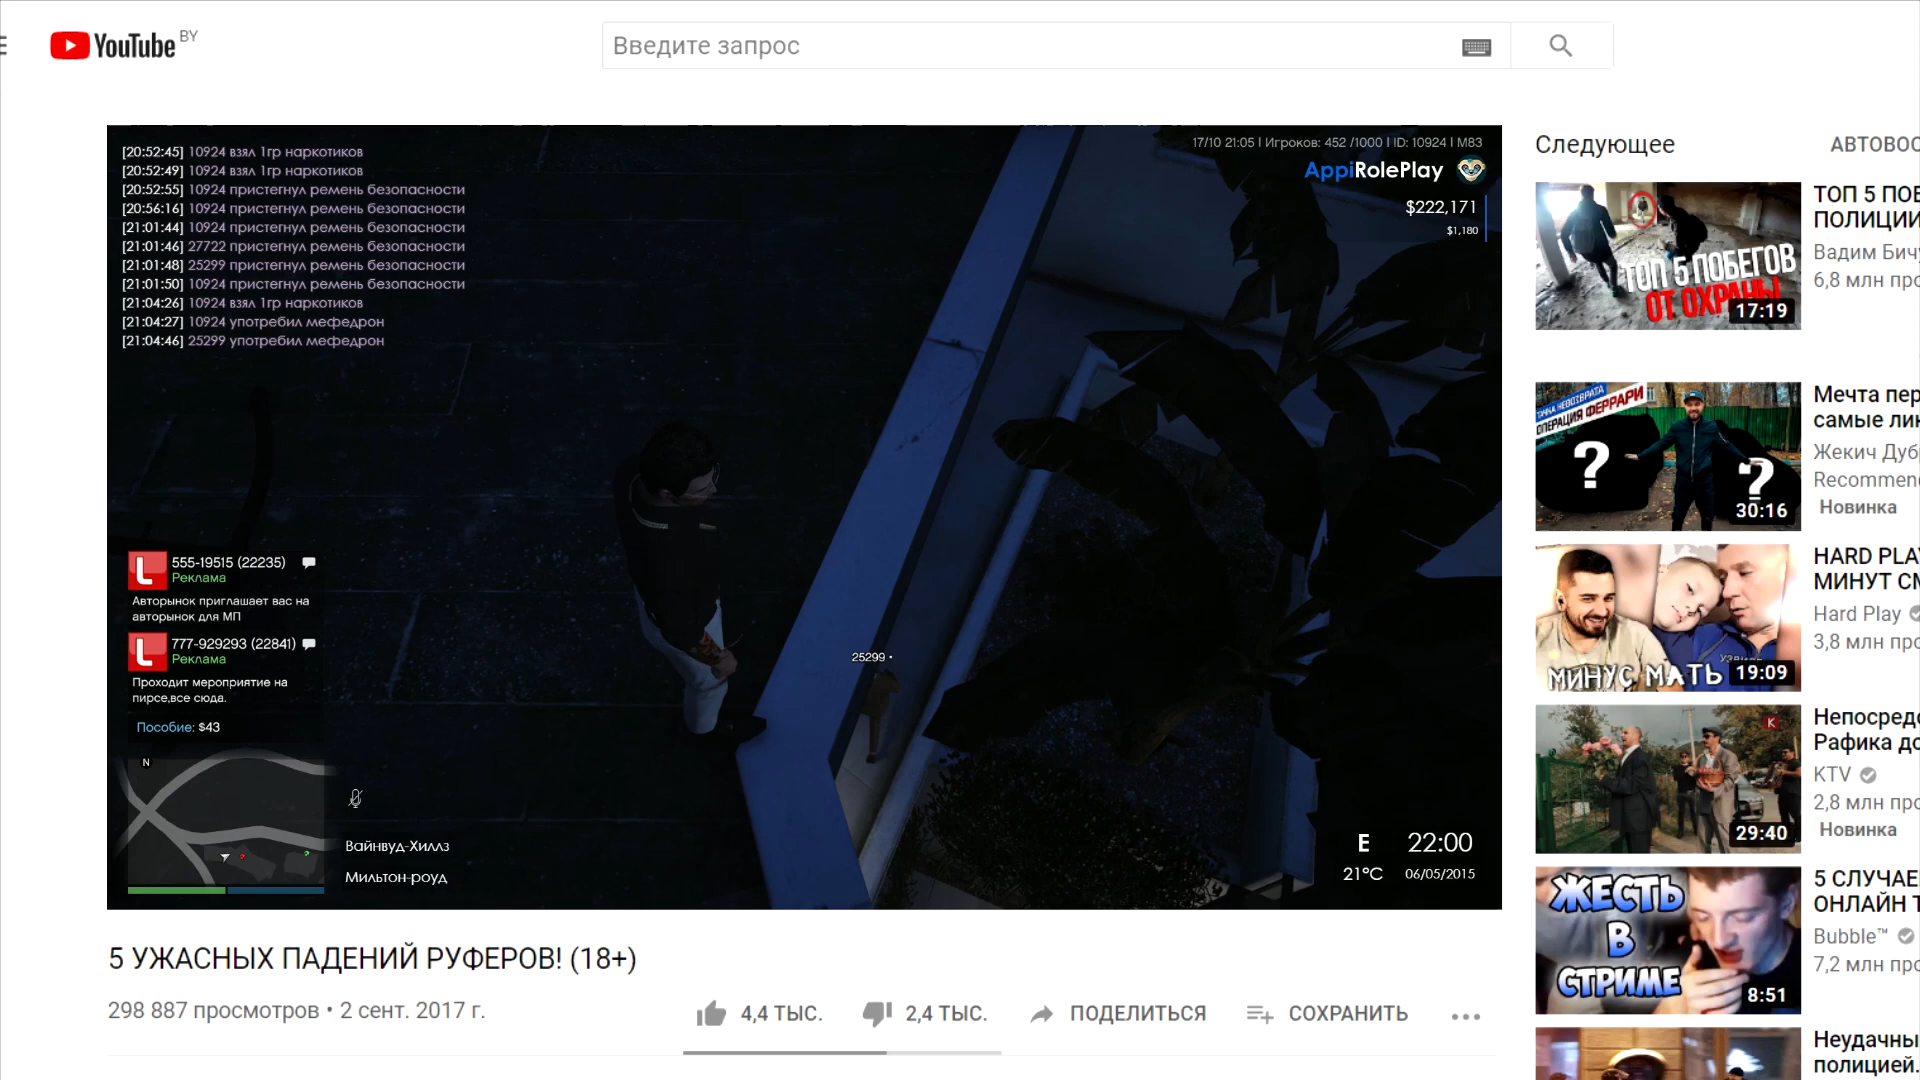 YouTube BY
Введите запрос
[20:52:45] 10924 взял 1гр наркотиков
[20:52:49] 10924 взял 1гр наркотиков
[20:52:55] 10924 пристегнул ремень безопасности
[20:56:16] 10924 пристегнул ремень безопасности
[21:01:44] 10924 пристегнул ремень безопасности
[21:01:46] 27722 пристегнул ремень безопасности
[21:01:48] 25299 пристегнул ремень безопасности
[21:01:50] 10924 пристегнул ремень безопасности
[21:04:26] 10924 взял 1гр наркотиков
[21:04:27] 10924 употребил мефедрон
[21:04:46] 25299 употребил мефедрон
17/10 21:05 | Игроков: 452 /1000 | ID: 10924 | M83
AppiRolePlay
$222,171
$1,180
555-19515 (22235)
Реклама
Авторынок приглашает вас на
авторынок для МП
777-929293 (22841)
Реклама
Проходит мероприятие на
пирсе,все сюда.
Пособие: $43
25299 •
N
Вайнвуд-Хиллз
Мильтон-роуд
E 22:00
21°C 06/05/2015
5 УЖАСНЫХ ПАДЕНИЙ РУФЕРОВ! (18+)
298 887 просмотров • 2 сент. 2017 г.
4,4 ТЫС.
2,4 ТЫС.
ПОДЕЛИТЬСЯ
СОХРАНИТЬ
Следующее
АВТОВОС
ТОП 5 ПОБЕГОВ
ОТ ОХРАНЫ
17:19
ТОП 5 ПОБ
ПОЛИЦИИ
Вадим Бичу
6,8 млн про
ТАЧКА НЕВОЗВРАТА
ОПЕРАЦИЯ ФЕРРАРИ
? ?
30:16
Мечта пер
самые лик
Жекич Дуб
Recommen
Новинка
МИНУС МАТЬ
19:09
HARD PLA
МИНУТ СМ
Hard Play
3,8 млн про
K
29:40
Непосред
Рафика до
KTV
2,8 млн про
Новинка
ЖЕСТЬ
В
СТРИМЕ
8:51
5 СЛУЧАЕ
ОНЛАЙН Т
Bubble™
7,2 млн про
Неудачны
полицией.